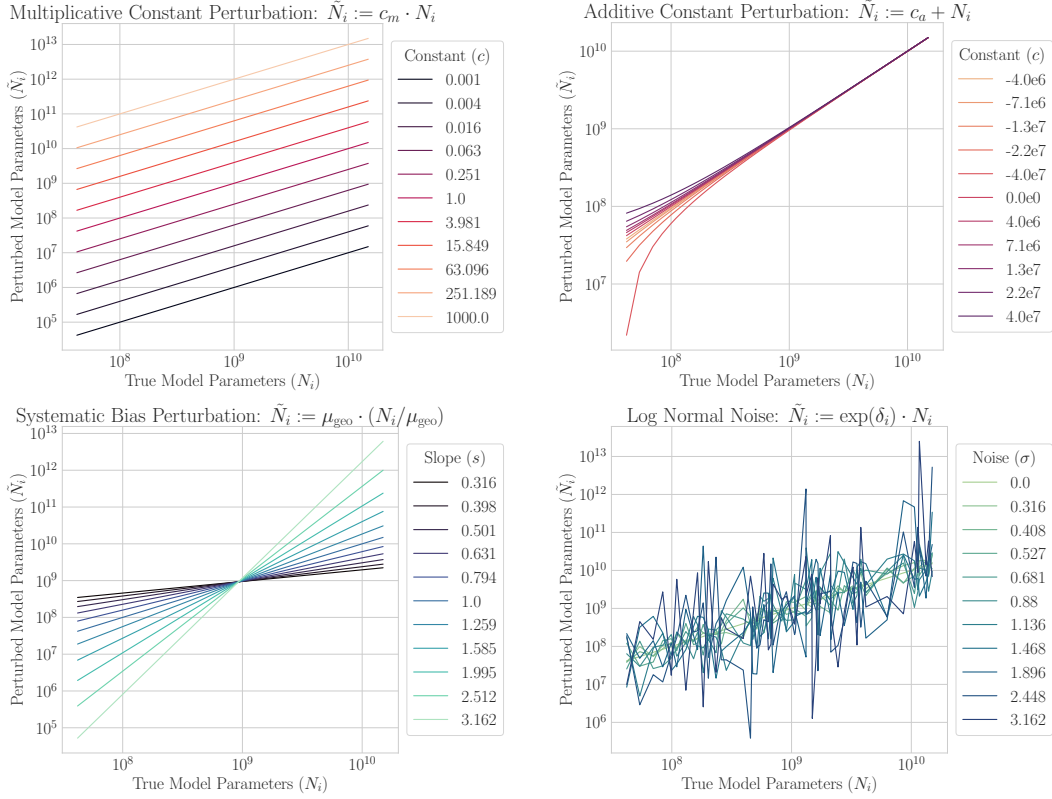 Multiplicative Constant Perturbation: Ñ_i := c_m · N_i
Perturbed Model Parameters (Ñ_i)
10^13
10^12
10^11
10^10
10^9
10^8
10^7
10^6
10^5
10^8
10^9
10^10
True Model Parameters (N_i)
Constant (c)
0.001
0.004
0.016
0.063
0.251
1.0
3.981
15.849
63.096
251.189
1000.0
Additive Constant Perturbation: Ñ_i := c_a + N_i
Perturbed Model Parameters (Ñ_i)
10^10
10^9
10^8
10^7
10^8
10^9
10^10
True Model Parameters (N_i)
Constant (c)
-4.0e6
-7.1e6
-1.3e7
-2.2e7
-4.0e7
0.0e0
4.0e6
7.1e6
1.3e7
2.2e7
4.0e7
Systematic Bias Perturbation: Ñ_i := μ_geo · (N_i/μ_geo)
Perturbed Model Parameters (Ñ_i)
10^13
10^12
10^11
10^10
10^9
10^8
10^7
10^6
10^5
10^8
10^9
10^10
True Model Parameters (N_i)
Slope (s)
0.316
0.398
0.501
0.631
0.794
1.0
1.259
1.585
1.995
2.512
3.162
Log Normal Noise: Ñ_i := exp(δ_i) · N_i
Perturbed Model Parameters (Ñ_i)
10^13
10^12
10^11
10^10
10^9
10^8
10^7
10^6
10^8
10^9
10^10
True Model Parameters (N_i)
Noise (σ)
0.0
0.316
0.408
0.527
0.681
0.88
1.136
1.468
1.896
2.448
3.162